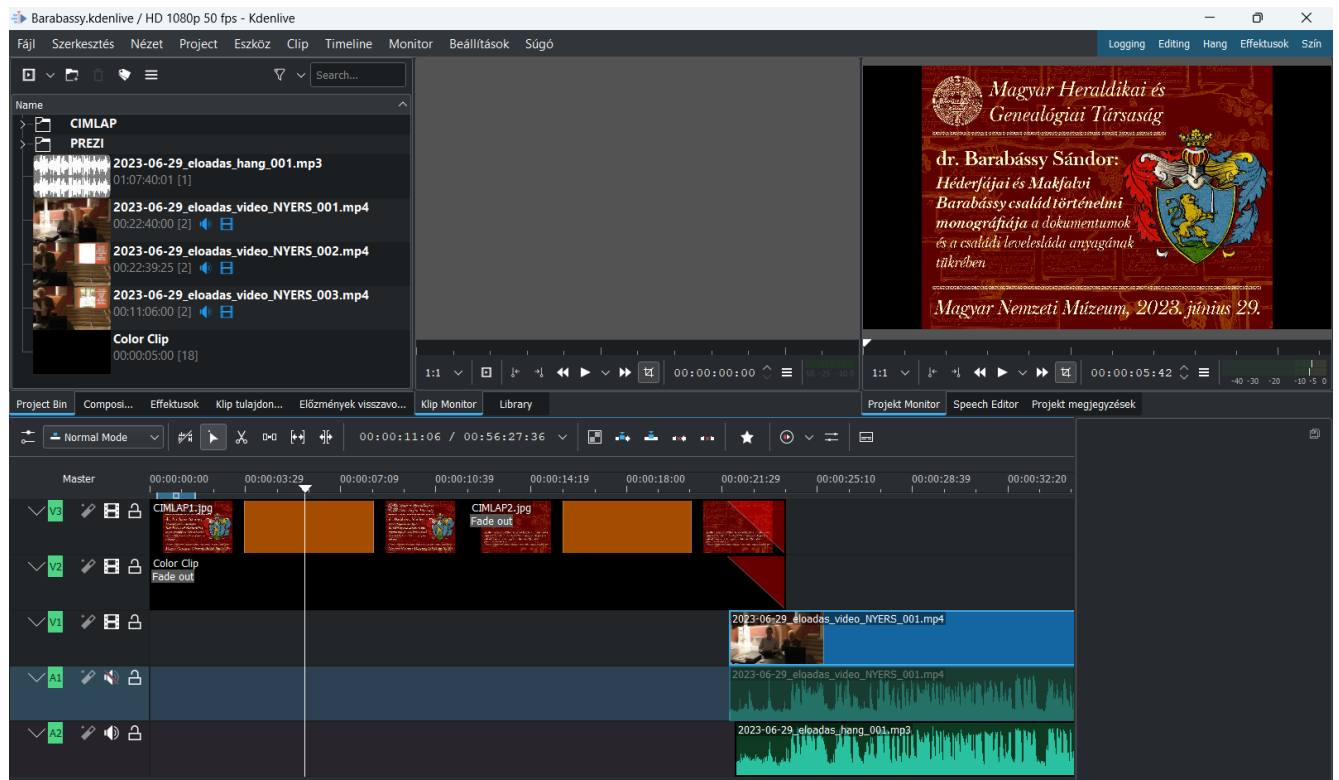 Barabassy.kdenlive / HD 1080p 50 fps - Kdenlive
Fájl Szerkesztés Nézet Project Eszköz Clip Timeline Monitor Beállítások Súgó
Logging Editing Hang Effektusok Szín
Search...
Name
CIMLAP
PREZI
2023-06-29_eloadas_hang_001.mp3
01:07:40:01 [1]
2023-06-29_eloadas_video_NYERS_001.mp4
00:22:40:00 [2]
2023-06-29_eloadas_video_NYERS_002.mp4
00:22:39:25 [2]
2023-06-29_eloadas_video_NYERS_003.mp4
00:11:06:00 [2]
Color Clip
00:00:05:00 [18]
Magyar Heraldikai és
Genealógiai Társaság
dr. Barabássy Sándor:
Héderfájai és Makfalvi
Barabássy család történelmi
monográfiája a dokumentumok
és a családi levelesláda anyagának
tükrében
Magyar Nemzeti Múzeum, 2023. június 29.
1:1 00:00:00:00
1:1 00:00:05:42 -40 -30 -20 -10 -5 0
Project Bin Composi... Effektusok Klip tulajdon... Előzmények visszavo... Klip Monitor Library
Projekt Monitor Speech Editor Projekt megjegyzések
Normal Mode 00:00:11:06 / 00:56:27:36
Master 00:00:00:00 00:00:03:29 00:00:07:09 00:00:10:39 00:00:14:19 00:00:18:00 00:00:21:29 00:00:25:10 00:00:28:39 00:00:32:20
V3 CIMLAP1.jpg CIMLAP2.jpg
Fade out
V2 Color Clip
Fade out
V1 2023-06-29_eloadas_video_NYERS_001.mp4
A1 2023-06-29_eloadas_video_NYERS_001.mp4
A2 2023-06-29_eloadas_hang_001.mp3